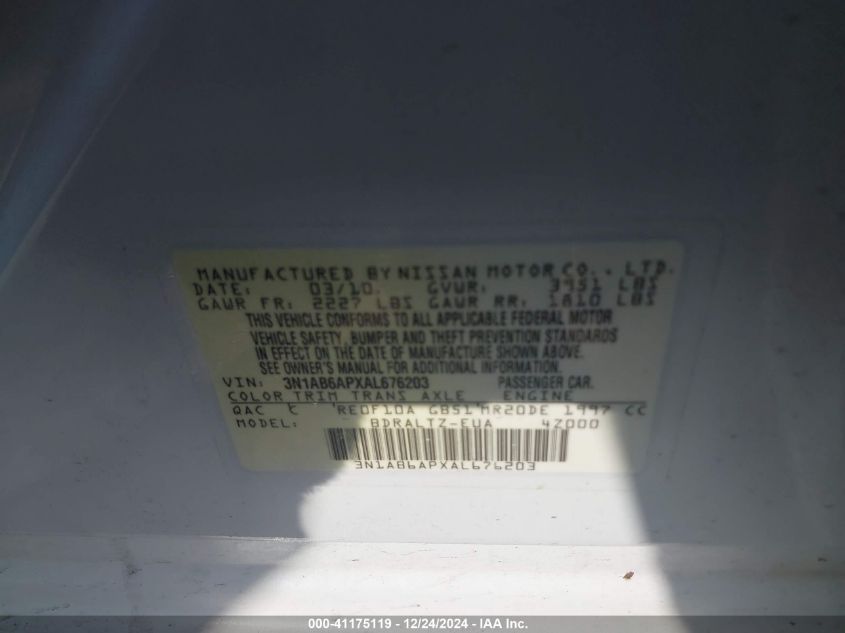 MANUFACTURED BY NISSAN MOTOR CO., LTD.
DATE: 03/10. GVWR: 3951 LBS
GAWR FR: 2227 LBS GAWR RR: 1810 LBS
THIS VEHICLE CONFORMS TO ALL APPLICABLE FEDERAL MOTOR
VEHICLE SAFETY, BUMPER AND THEFT PREVENTION STANDARDS
IN EFFECT ON THE DATE OF MANUFACTURE SHOWN ABOVE.
SEE OWNER'S MANUAL FOR ADDITIONAL INFORMATION.
VIN: 3N1AB6APXAL676203 PASSENGER CAR.
COLOR TRIM TRANS AXLE ENGINE
QAC K RE0F10A GB51 MR20DE 1997 CC
MODEL: BDRALTZ-EUA 4Z000
3N1AB6APXAL676203
000-41175119 - 12/24/2024 - IAA Inc.